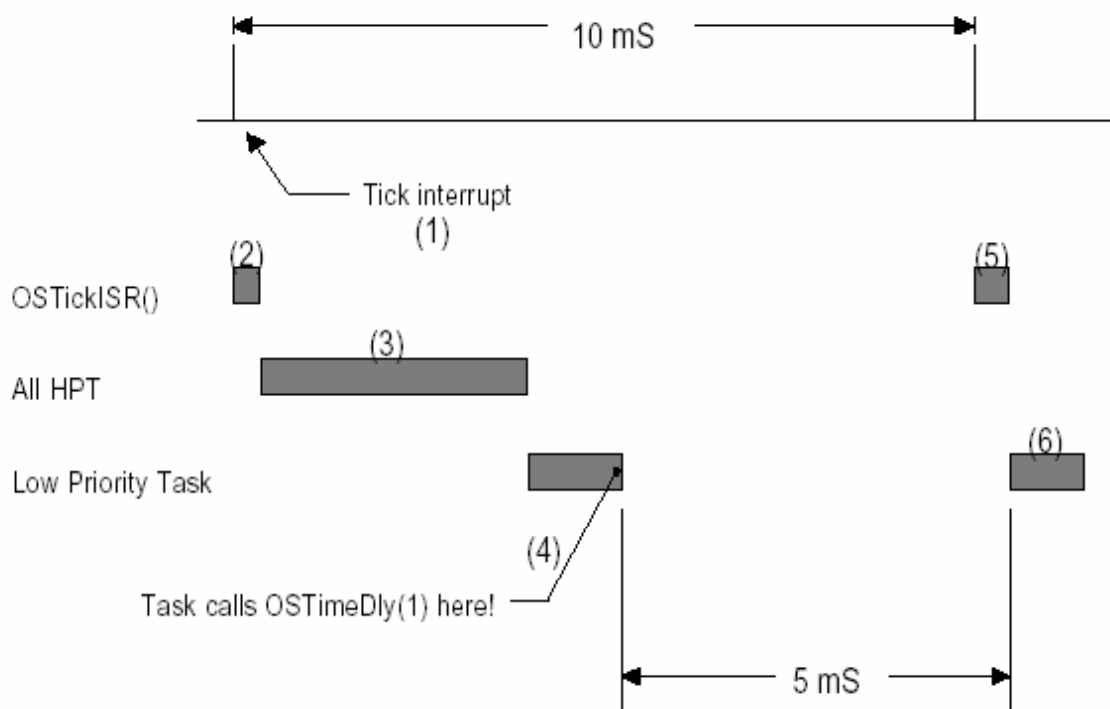 10 mS
Tick interrupt
(1)
(2)
(5)
OSTickISR()
(3)
All HPT
(6)
Low Priority Task
(4)
Task calls OSTimeDly(1) here!
5 mS